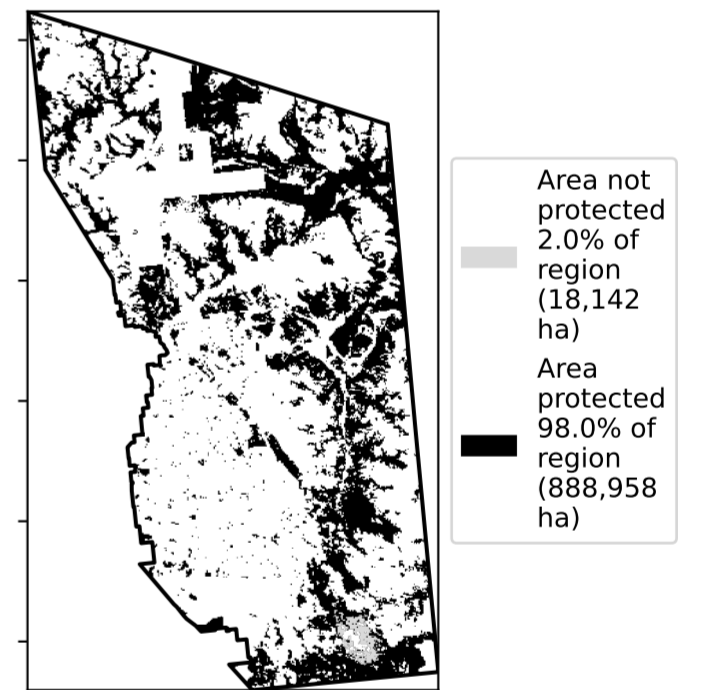 Area not
protected
2.0% of
region
(18,142
ha)
Area
protected
98.0% of
region
(888,958
ha)